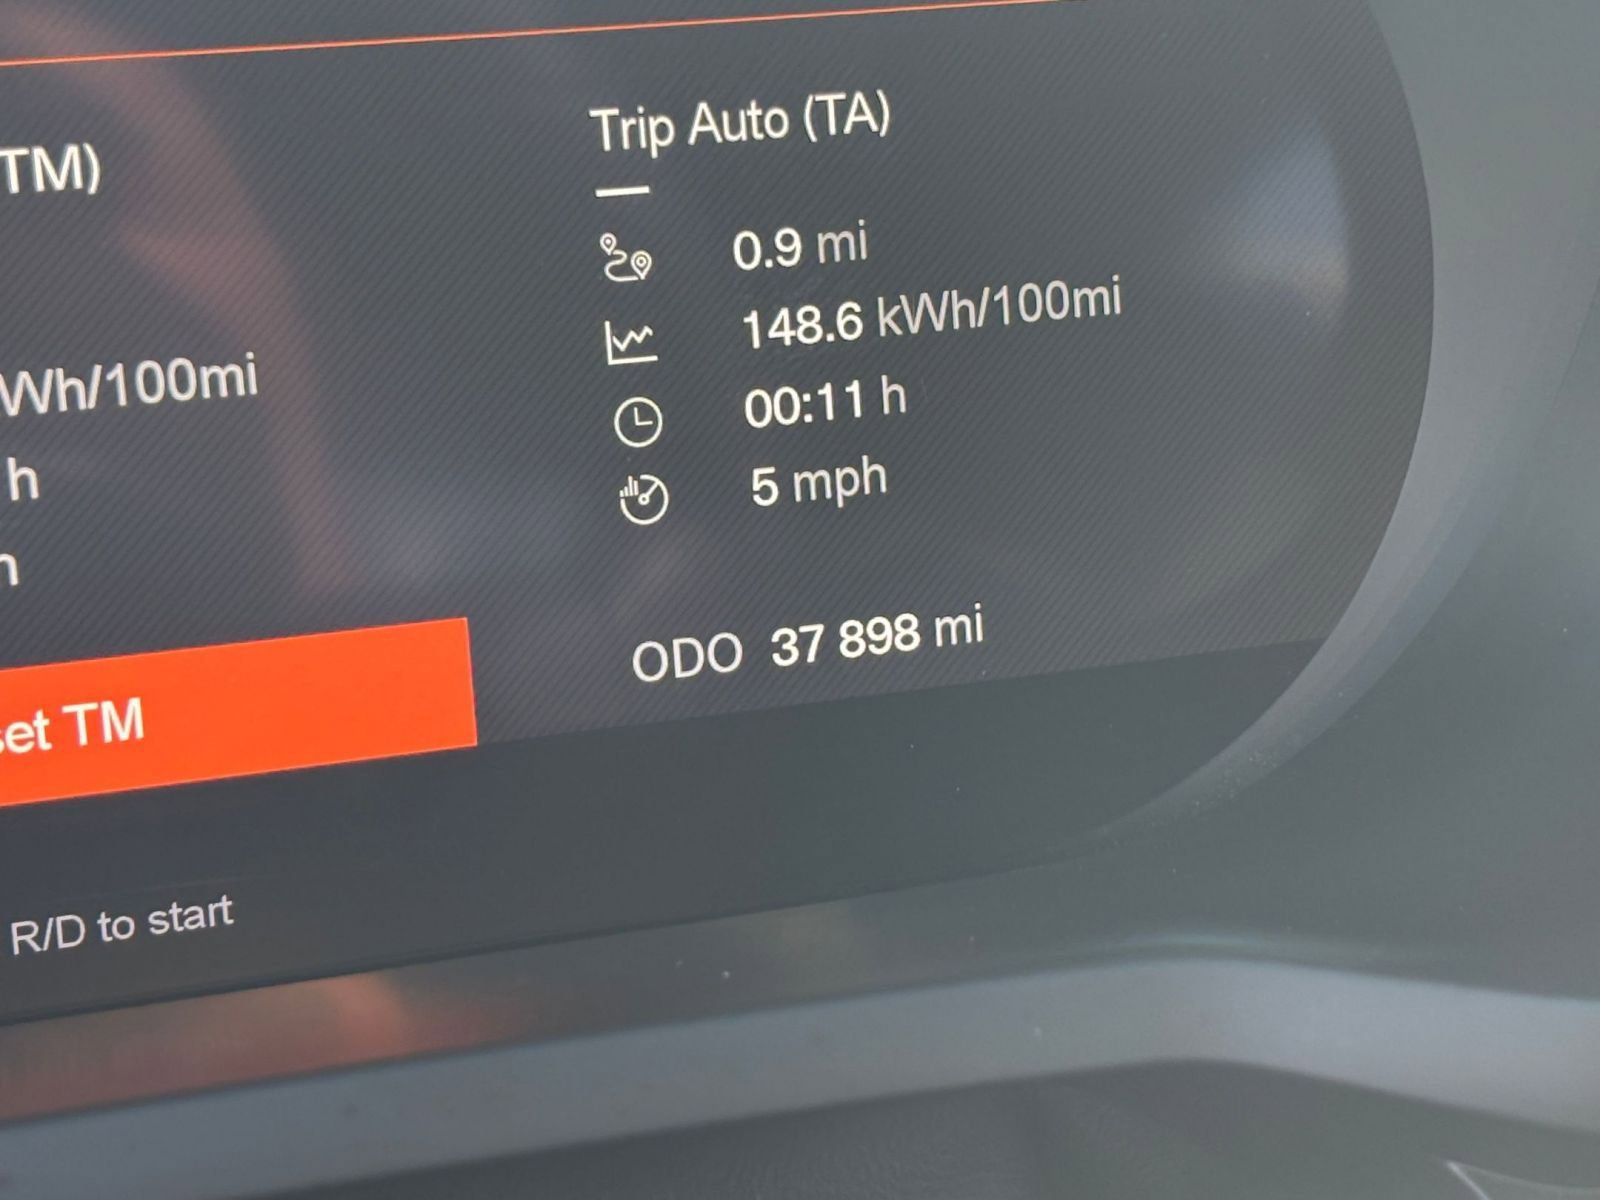 TM)
Wh/100mi
h
set TM
R/D to start
Trip Auto (TA)
0.9 mi
148.6 kWh/100mi
00:11 h
5 mph
ODO 37 898 mi